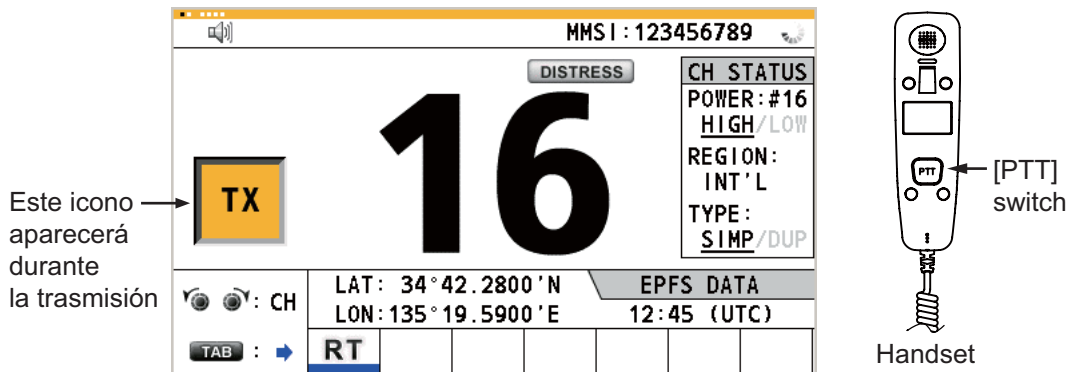 MMSI:123456789
DISTRESS
16
CH STATUS
POWER:#16
HIGH/LOW
REGION:
INT'L
TYPE:
SIMP/DUP
TX
Este icono
aparecerá
durante
la trasmisión
: CH
LAT: 34°42.2800'N
LON:135°19.5900'E
EPFS DATA
12:45 (UTC)
TAB :
RT
PTT
[PTT]
switch
Handset